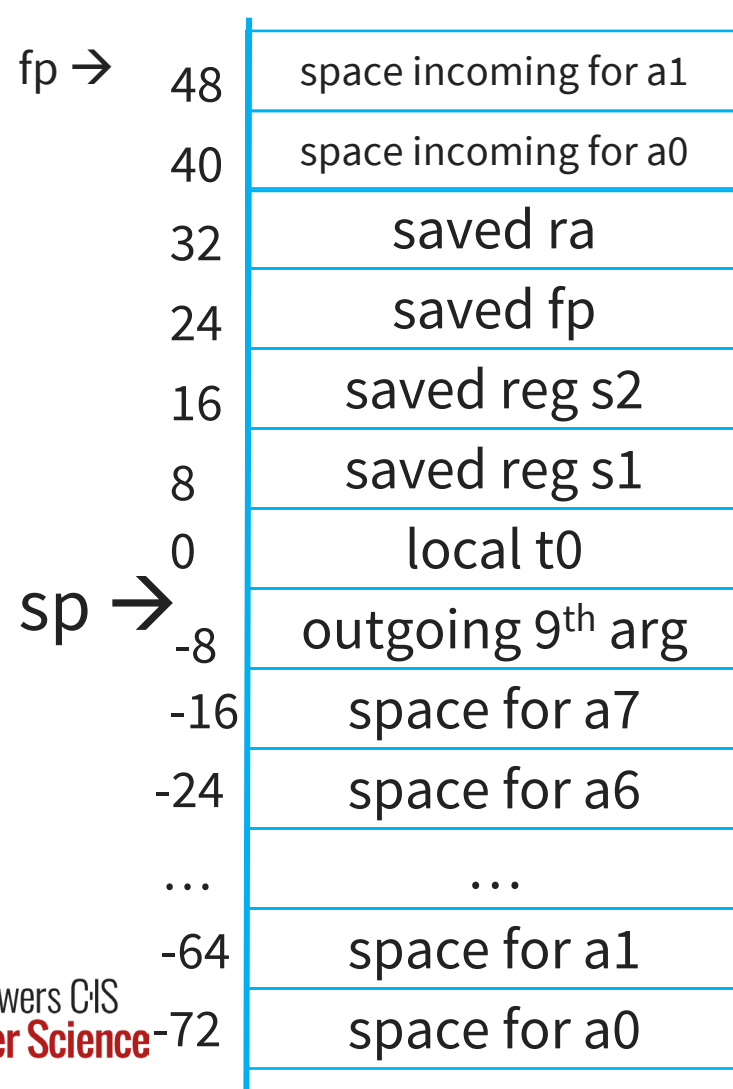 fp → 48 space incoming for a1
40 space incoming for a0
32 saved ra
24 saved fp
16 saved reg s2
8 saved reg s1
0 local t0
sp →
-8 outgoing 9th arg
-16 space for a7
-24 space for a6
... ...
-64 space for a1
wers CIS
-72 space for a0
er Science